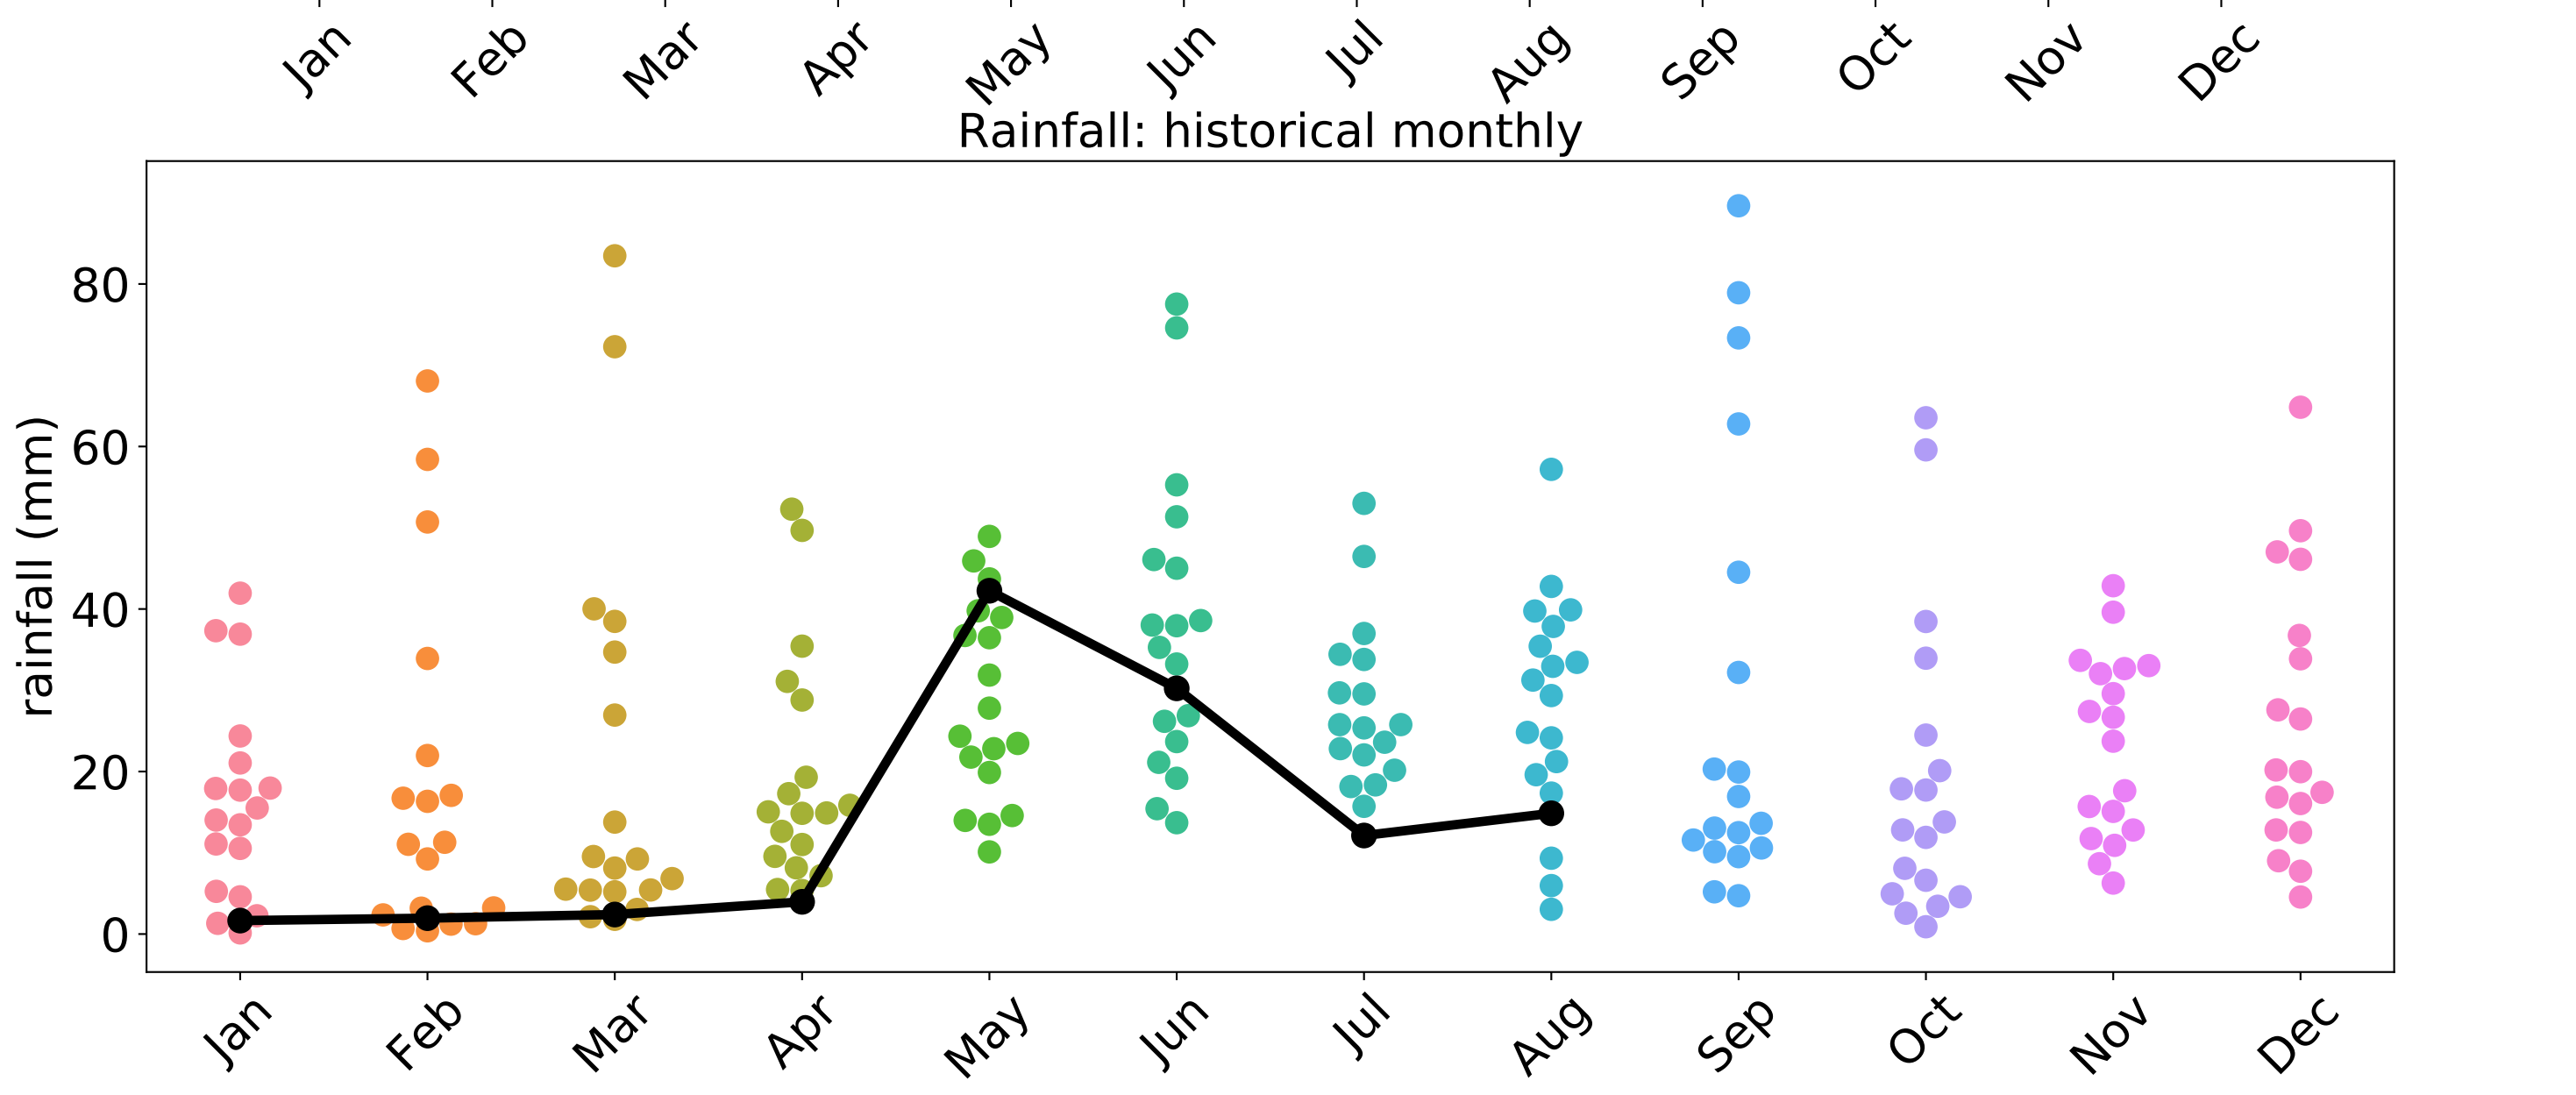 Jan Feb Mar Apr May Jun Jul Aug Sep Oct Nov Dec
Rainfall: historical monthly
rainfall (mm)
80
60
40
20
0
Jan Feb Mar Apr May Jun Jul Aug Sep Oct Nov Dec